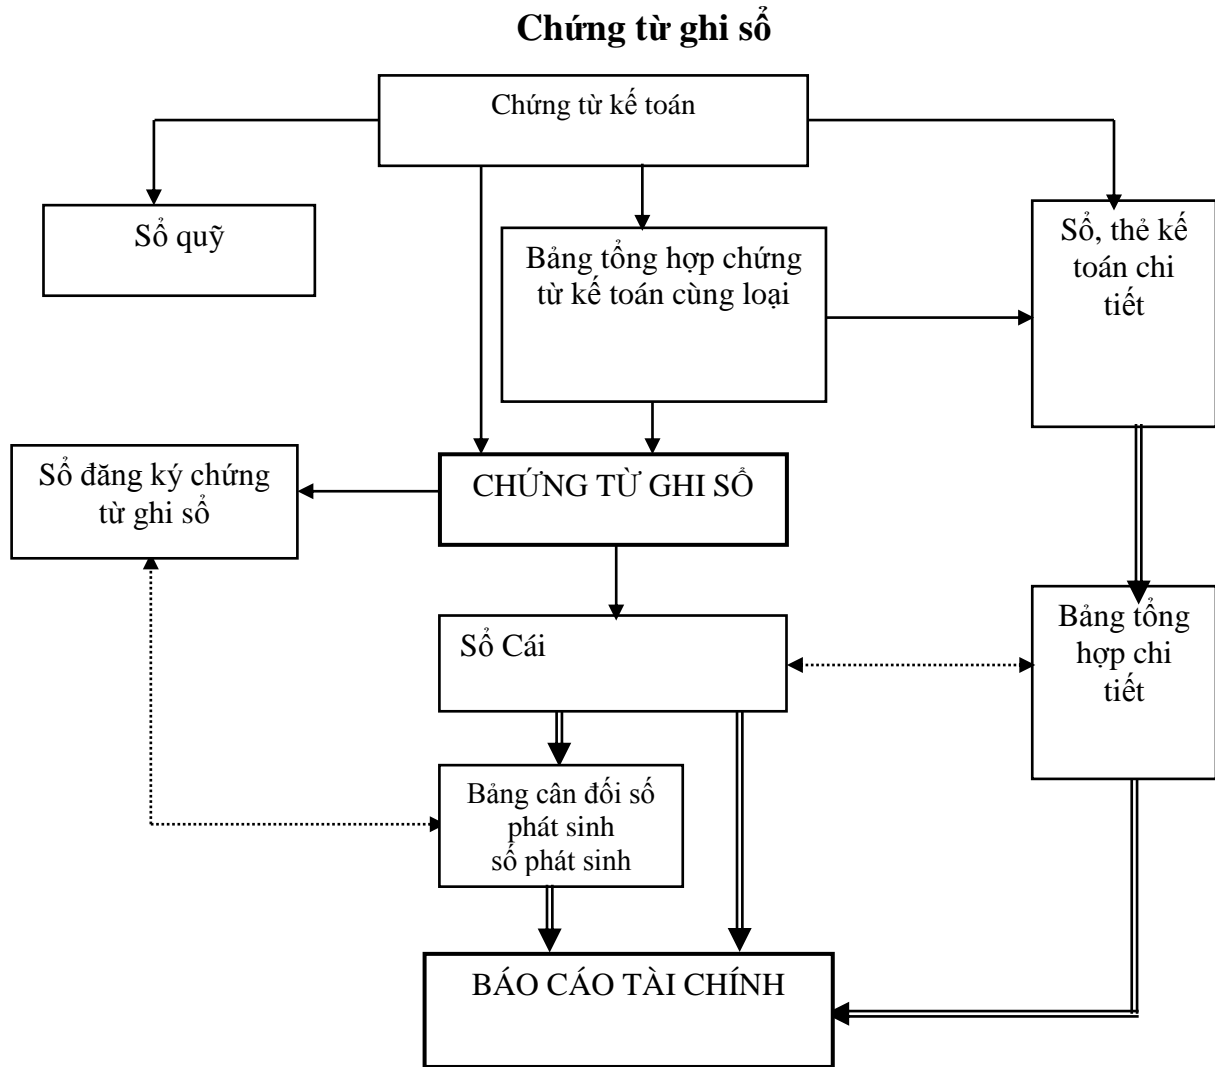 Chứng từ ghi sổ
Chứng từ kế toán
Sổ quỹ
Bảng tổng hợp chứng
từ kế toán cùng loại
Sổ, thẻ kế
toán chi
tiết
Sổ đăng ký chứng
từ ghi sổ
CHỨNG TỪ GHI SỔ
Sổ Cái
Bảng tổng
hợp chi
tiết
Bảng cân đối số
phát sinh
số phát sinh
BÁO CÁO TÀI CHÍNH